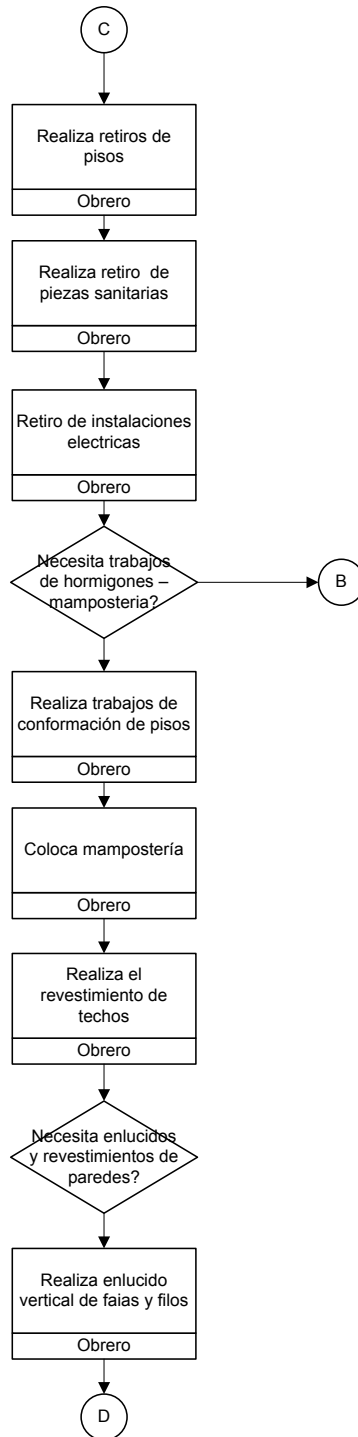 C
Realiza retiros de
pisos
Obrero
Realiza retiro  de
piezas sanitarias
Obrero
Retiro de instalaciones
electricas
Obrero
Necesita trabajos
de hormigones –
mamposteria?
B
Realiza trabajos de
conformación de pisos
Obrero
Coloca mampostería
Obrero
Realiza el
revestimiento de
techos
Obrero
Necesita enlucidos
y revestimientos de
paredes?
Realiza enlucido
vertical de faias y filos
Obrero
D